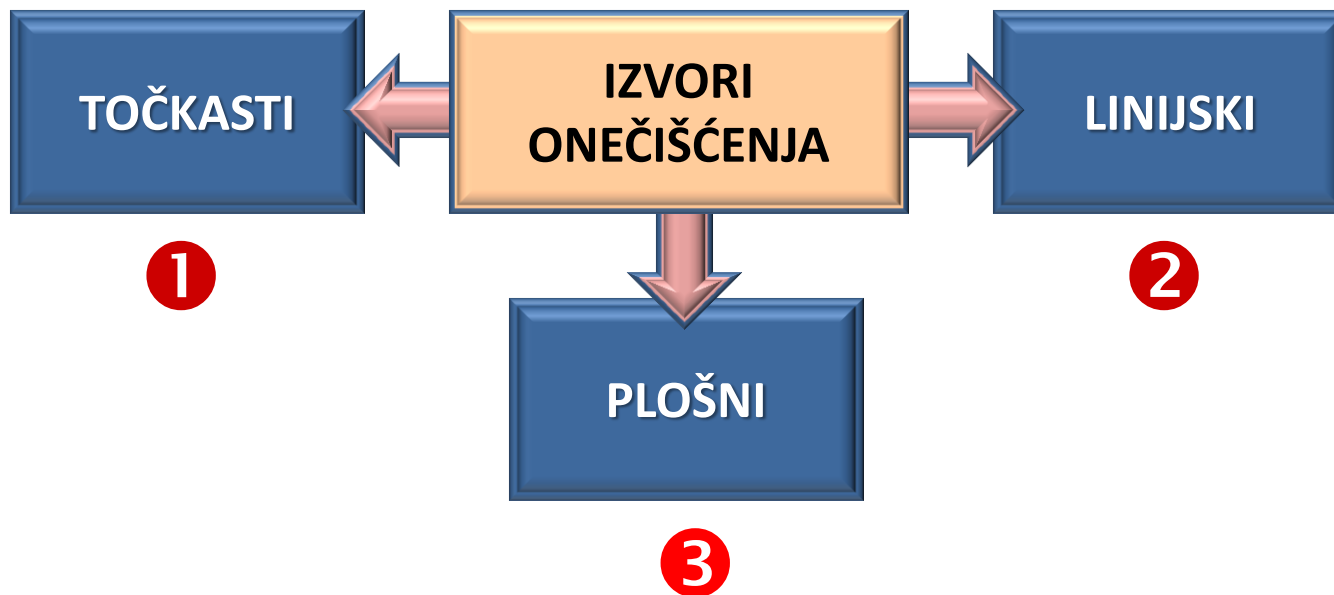 TOČKASTI
IZVORI
ONEČIŠĆENJA
LINIJSKI
1
2
PLOŠNI
3